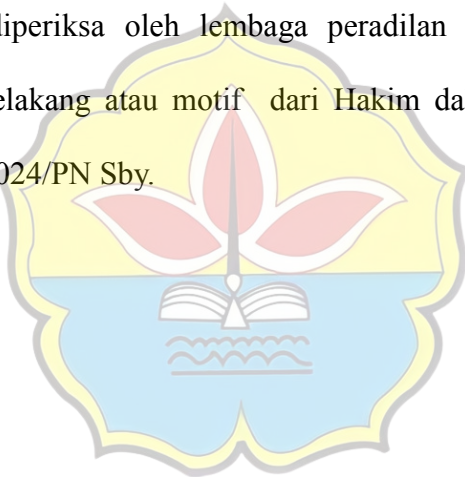 diperiksa oleh lembaga peradilan
elakang atau motif dari Hakim da
024/PN Sby.